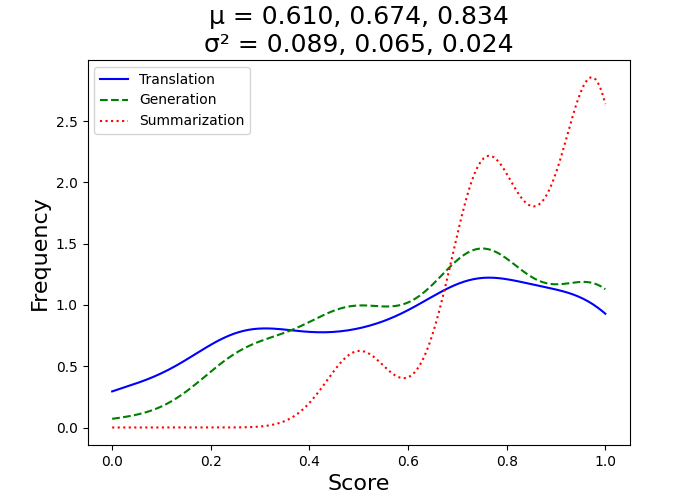 μ = 0.610, 0.674, 0.834
σ² = 0.089, 0.065, 0.024
Translation
Generation
Summarization
Frequency
2.5
2.0
1.5
1.0
0.5
0.0
0.0 0.2 0.4 0.6 0.8 1.0
Score